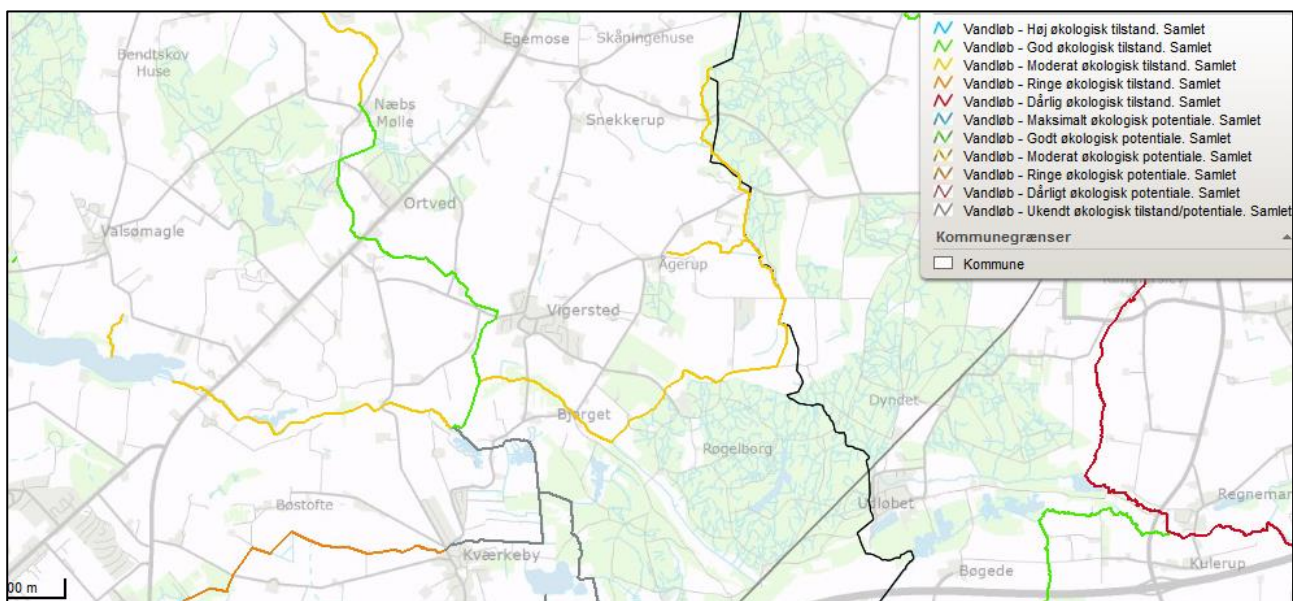 Vandløb - Høj økologisk tilstand. Samlet
Vandløb - God økologisk tilstand. Samlet
Vandløb - Moderat økologisk tilstand. Samlet
Vandløb - Ringe økologisk tilstand. Samlet
Vandløb - Dårlig økologisk tilstand. Samlet
Vandløb - Maksimalt økologisk potentiale. Samlet
Vandløb - Godt økologisk potentiale. Samlet
Vandløb - Moderat økologisk potentiale. Samlet
Vandløb - Ringe økologisk potentiale. Samlet
Vandløb - Dårligt økologisk potentiale. Samlet
Vandløb - Ukendt økologisk tilstand/potentiale. Samlet
Kommunegrænser
Kommune
Bendtskov
Huse
Egemose
Skåningehuse
Næbs
Mølle
Snekkerup
Ortved
Valsømagle
Ågerup
Vigersted
Bjerget
Dyndet
Røgelborg
Bøstofte
Udløbet
Regnemar
Kværkeby
Bøgede
Kulerup
00 m